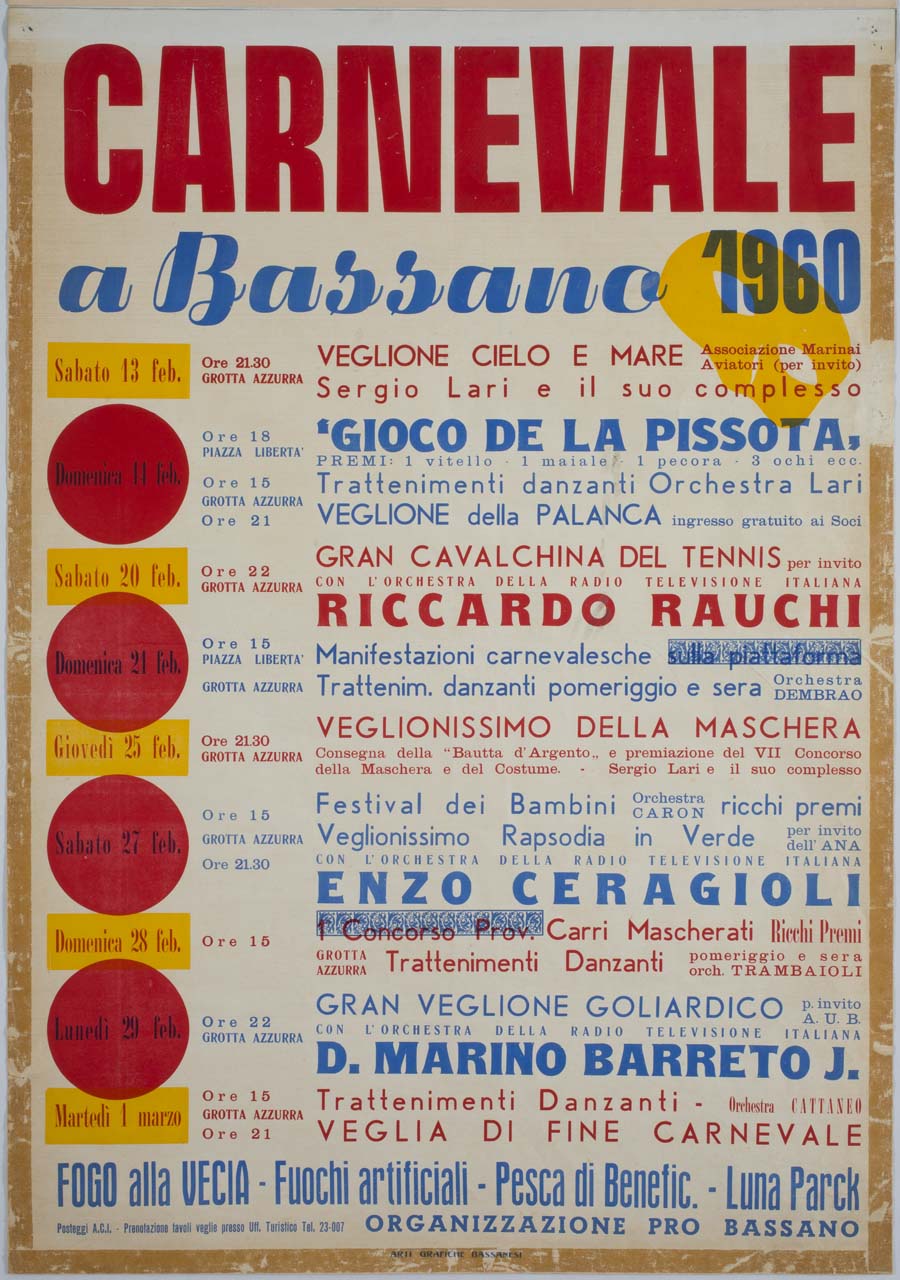 CARNEVALE
a Bassano 1960
Sabato 13 feb.
Ore 21.30
GROTTA AZZURRA
VEGLIONE CIELO E MARE Associazione Marinai
Aviatori (per invito)
Sergio Lari e il suo complesso
Domenica 14 feb.
Ore 18
PIAZZA LIBERTA'
'GIOCO DE LA PISSOTA,
PREMI: 1 vitello - 1 maiale - 1 pecora - 3 ochi ecc.
Ore 15
GROTTA AZZURRA
Ore 21
Trattenimenti danzanti Orchestra Lari
VEGLIONE della PALANCA ingresso gratuito ai Soci
Sabato 20 feb.
Ore 22
GROTTA AZZURRA
GRAN CAVALCHINA DEL TENNIS per invito
CON L'ORCHESTRA DELLA RADIO TELEVISIONE ITALIANA
RICCARDO RAUCHI
Domenica 21 feb.
Ore 15
PIAZZA LIBERTA'
Manifestazioni carnevalesche sulla piattaforma
GROTTA AZZURRA
Trattenim. danzanti pomeriggio e sera Orchestra
DEMBRAO
Giovedì 25 feb.
Ore 21.30
GROTTA AZZURRA
VEGLIONISSIMO DELLA MASCHERA
Consegna della "Bautta d'Argento„ e premiazione del VII Concorso
della Maschera e del Costume. - Sergio Lari e il suo complesso
Sabato 27 feb.
Ore 15
GROTTA AZZURRA
Ore 21.30
Festival dei Bambini Orchestra
CARON ricchi premi
Veglionissimo Rapsodia in Verde per invito
dell'ANA
CON L'ORCHESTRA DELLA RADIO TELEVISIONE ITALIANA
ENZO CERAGIOLI
Domenica 28 feb.
Ore 15
1 Concorso Prov. Carri Mascherati Ricchi Premi
GROTTA
AZZURRA
Trattenimenti Danzanti pomeriggio e sera
orch. TRAMBAIOLI
Lunedì 29 feb.
Ore 22
GROTTA AZZURRA
GRAN VEGLIONE GOLIARDICO p. invito
A. U. B.
CON L'ORCHESTRA DELLA RADIO TELEVISIONE ITALIANA
D. MARINO BARRETO J.
Martedì 1 marzo
Ore 15
GROTTA AZZURRA
Ore 21
Trattenimenti Danzanti - Orchestra CATTANEO
VEGLIA DI FINE CARNEVALE
FOGO alla VECIA - Fuochi artificiali - Pesca di Benefic. - Luna Parck
Posteggi A.C.I. - Prenotazione tavoli veglie presso Uff. Turistico Tel. 23-007 ORGANIZZAZIONE PRO BASSANO
ARTI GRAFICHE BASSANESI